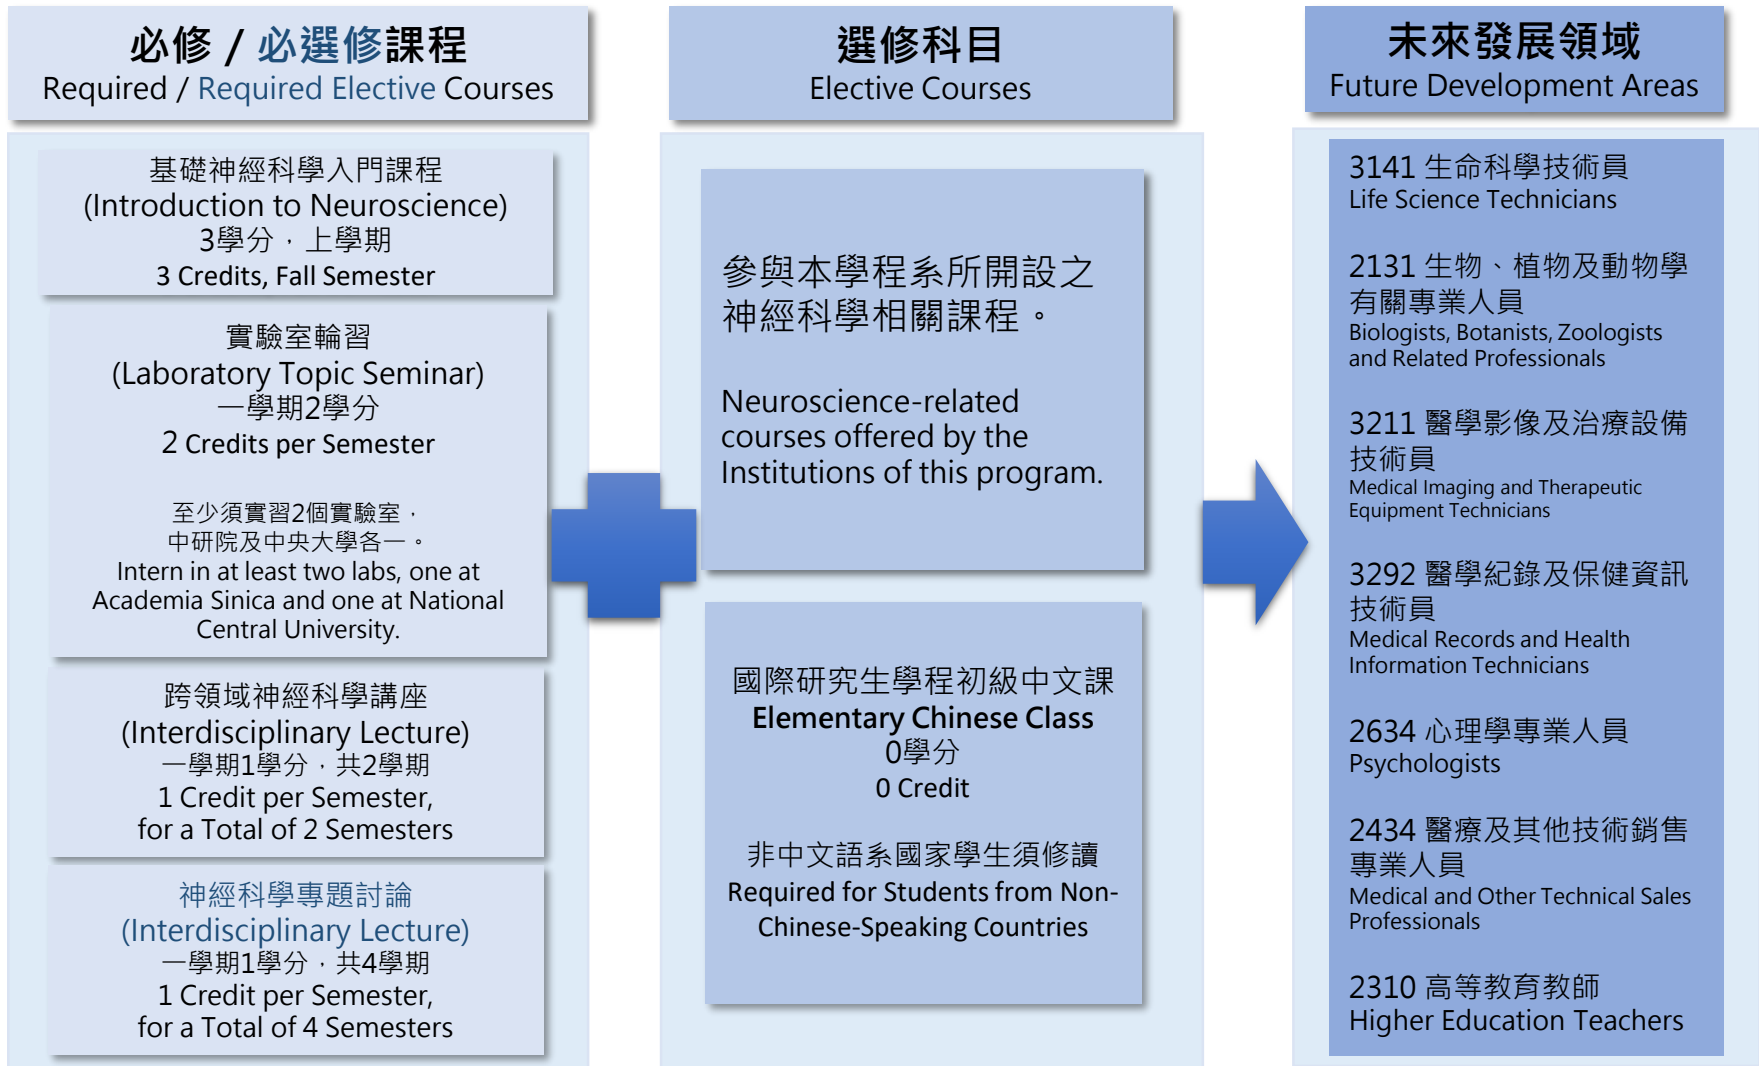 必修 / 必選修課程
Required / Required Elective Courses
基礎神經科學入門課程
(Introduction to Neuroscience)
3學分，上學期
3 Credits, Fall Semester
實驗室輪習
(Laboratory Topic Seminar)
一學期2學分
2 Credits per Semester
至少須實習2個實驗室，
中研院及中央大學各一。
Intern in at least two labs, one at
Academia Sinica and one at National
Central University.
跨領域神經科學講座
(Interdisciplinary Lecture)
一學期1學分，共2學期
1 Credit per Semester,
for a Total of 2 Semesters
神經科學專題討論
(Interdisciplinary Lecture)
一學期1學分，共4學期
1 Credit per Semester,
for a Total of 4 Semesters
選修科目
Elective Courses
參與本學程系所開設之
神經科學相關課程。
Neuroscience-related
courses offered by the
Institutions of this program.
國際研究生學程初級中文課
Elementary Chinese Class
0學分
0 Credit
非中文語系國家學生須修讀
Required for Students from Non-
Chinese-Speaking Countries
未來發展領域
Future Development Areas
3141 生命科學技術員
Life Science Technicians
2131 生物、植物及動物學
有關專業人員
Biologists, Botanists, Zoologists
and Related Professionals
3211 醫學影像及治療設備
技術員
Medical Imaging and Therapeutic
Equipment Technicians
3292 醫學紀錄及保健資訊
技術員
Medical Records and Health
Information Technicians
2634 心理學專業人員
Psychologists
2434 醫療及其他技術銷售
專業人員
Medical and Other Technical Sales
Professionals
2310 高等教育教師
Higher Education Teachers